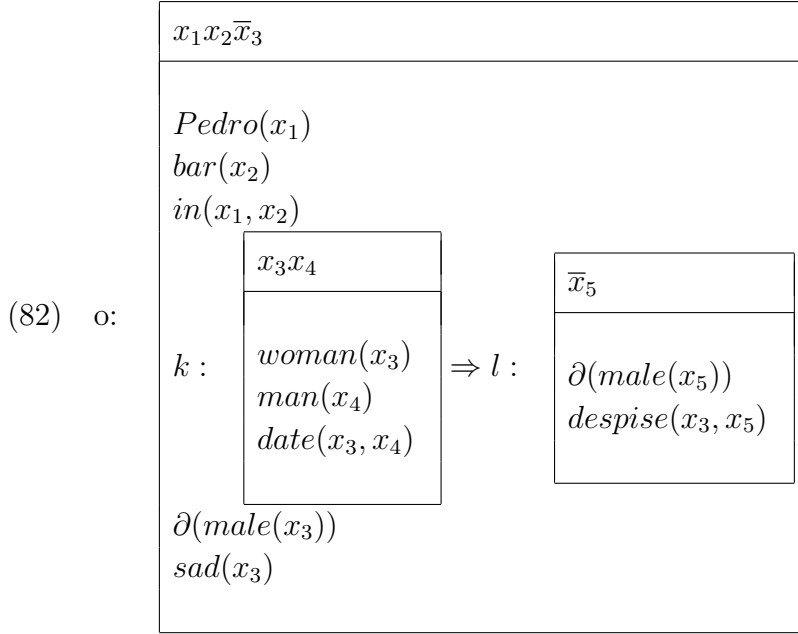 x₁x₂x̅₃
Pedro(x₁)
bar(x₂)
in(x₁, x₂)
x₃x₄
x̅₅
(82) o:
k : woman(x₃) ⇒ l : ∂(male(x₅))
man(x₄) despise(x₃, x₅)
date(x₃, x₄)
∂(male(x₃))
sad(x₃)